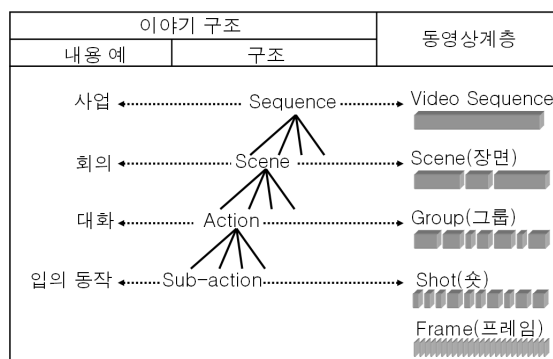 이야기 구조
동영상계층
내용 예
구조
사업
Sequence
Video Sequence
회의
Scene
Scene(장면)
대화
Action
Group(그룹)
입의 동작
Sub-action
Shot(숏)
Frame(프레임)